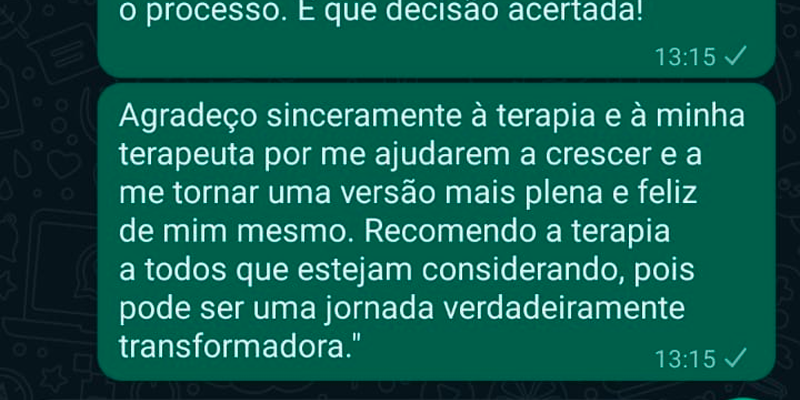 o processo. E que decisão acertada!
13:15
Agradeço sinceramente à terapia e à minha
terapeuta por me ajudarem a crescer e a
me tornar uma versão mais plena e feliz
de mim mesmo. Recomendo a terapia
a todos que estejam considerando, pois
pode ser uma jornada verdadeiramente
transformadora."
13:15